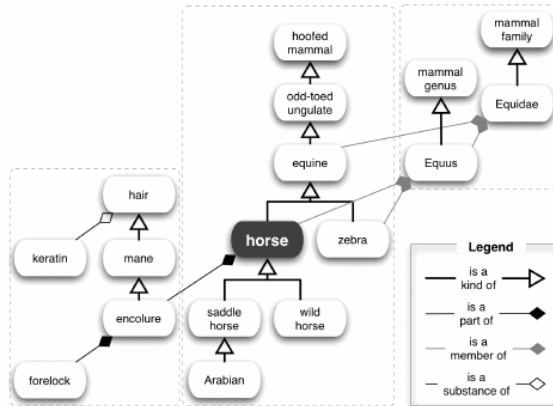 hoofed
mammal
odd-toed
ungulate
equine
horse
zebra
saddle
horse
wild
horse
Arabian
mammal
family
mammal
genus
Equidae
Equus
hair
keratin
mane
encolure
forelock
Legend
is a
kind of
is a
part of
is a
member of
is a
substance of